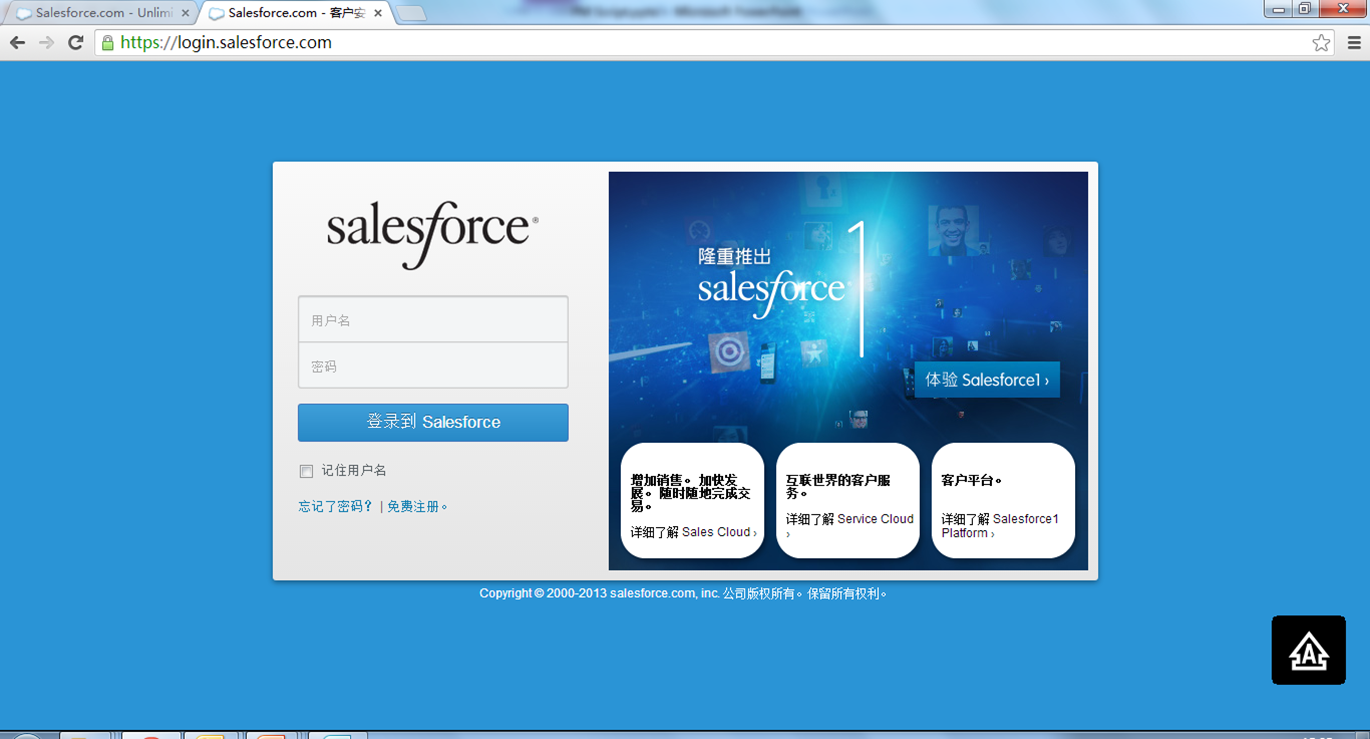 Salesforce.com - Unlimi
Salesforce.com - 客户安
https://login.salesforce.com
salesforce®
用户名
密码
登录到 Salesforce
记住用户名
忘记了密码？ | 免费注册。
隆重推出
salesforce1
体验 Salesforce1 ›
增加销售。 加快发
展。 随时随地完成交
易。
详细了解 Sales Cloud ›
互联世界的客户服
务。
详细了解 Service Cloud
›
客户平台。
详细了解 Salesforce1
Platform ›
Copyright © 2000-2013 salesforce.com, inc. 公司版权所有。保留所有权利。
A